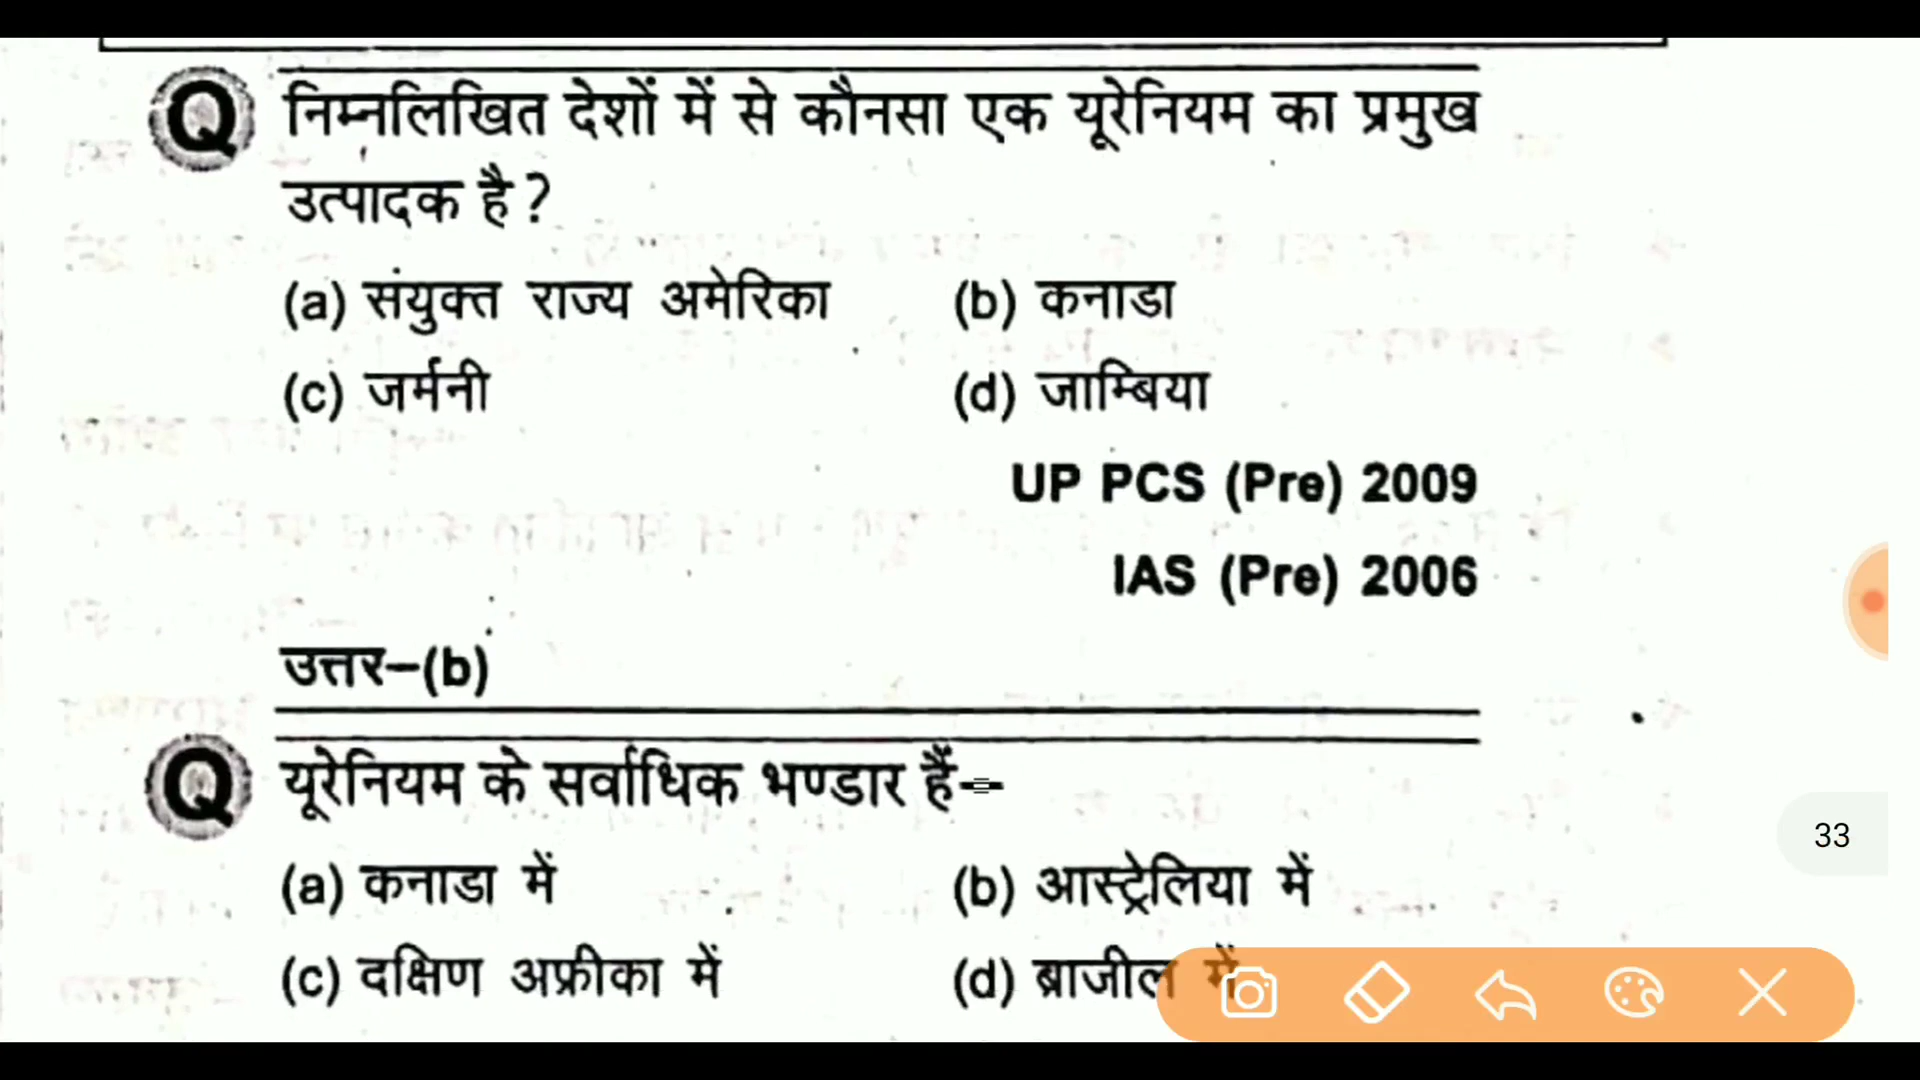 Q निम्नलिखित देशों में से कौनसा एक यूरेनियम का प्रमुख
उत्पादक है ?
(a) संयुक्त राज्य अमेरिका (b) कनाडा
(c) जर्मनी (d) जाम्बिया
UP PCS (Pre) 2009
IAS (Pre) 2006
उत्तर–(b)
Q यूरेनियम के सर्वाधिक भण्डार हैं–
(a) कनाडा में (b) आस्ट्रेलिया में
33
(c) दक्षिण अफ्रीका में (d) ब्राजील में